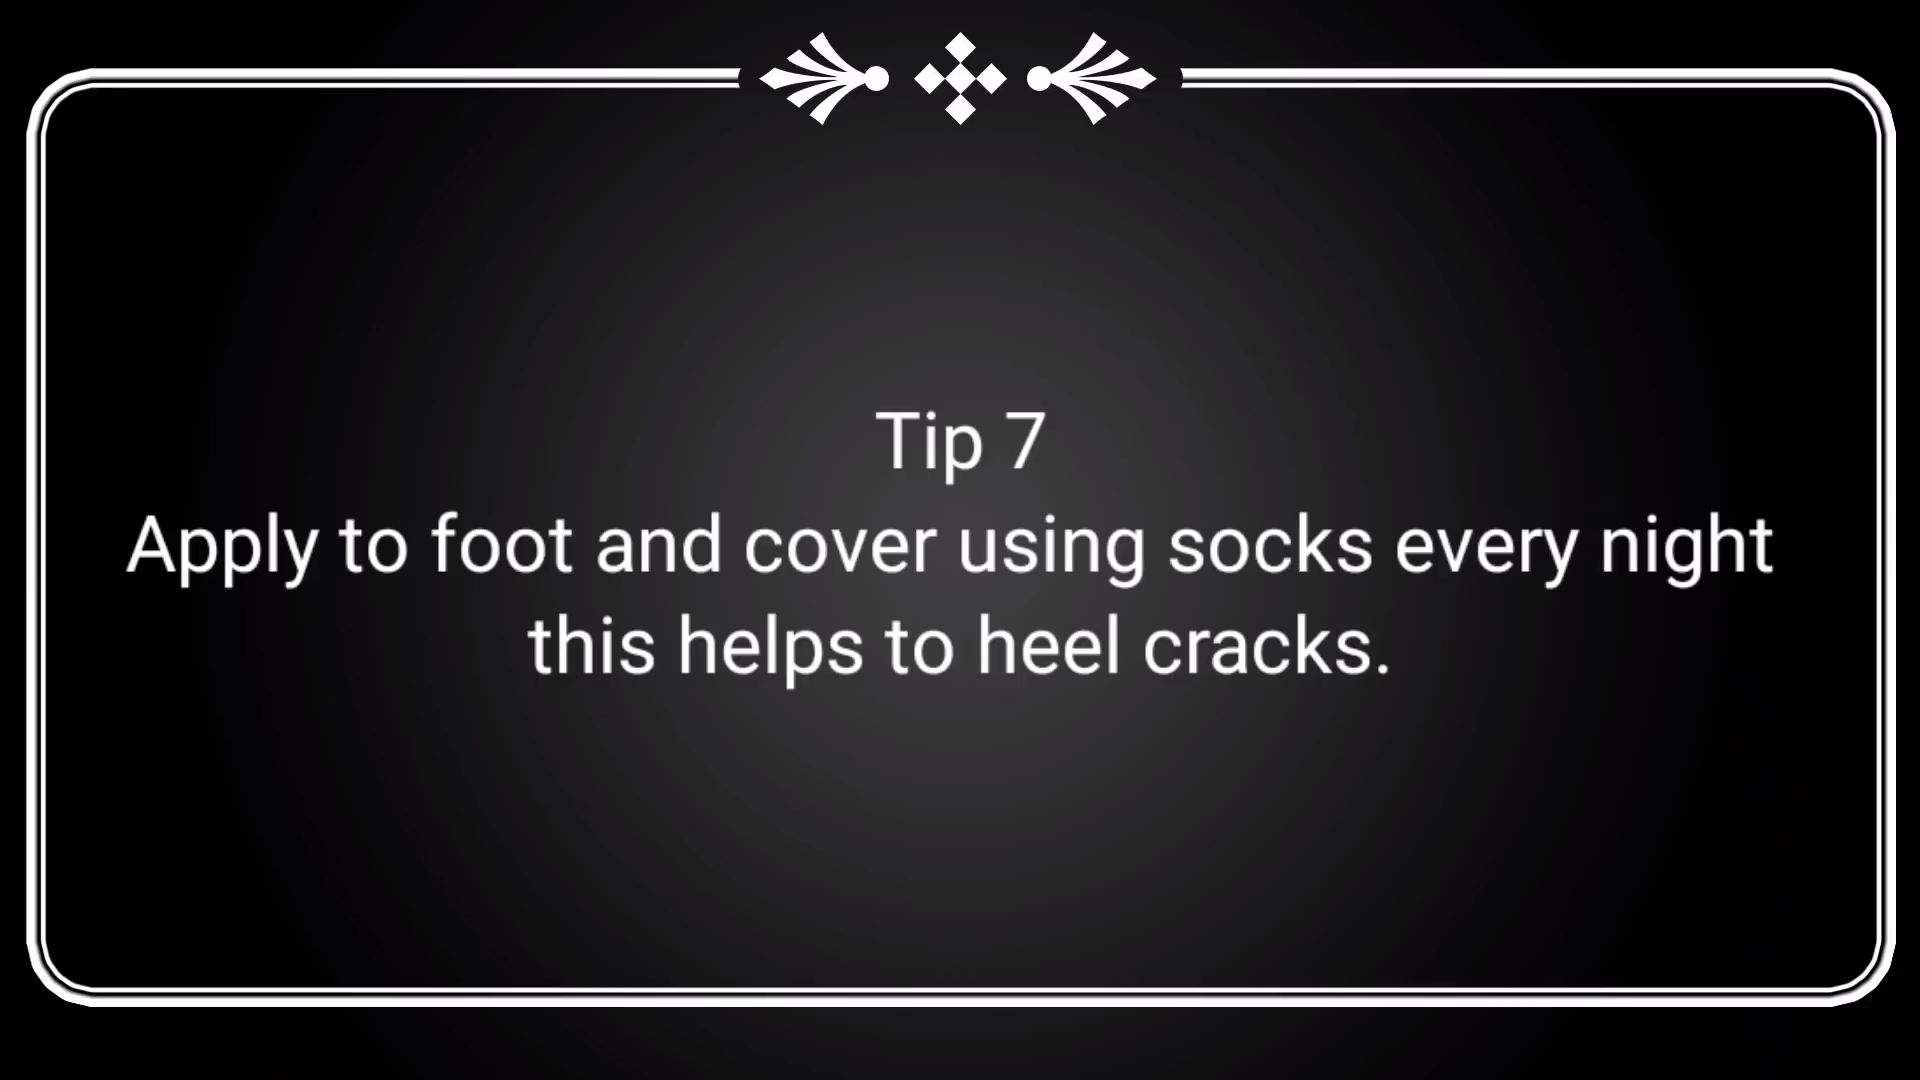 Tip 7
Apply to foot and cover using socks every night
this helps to heel cracks.